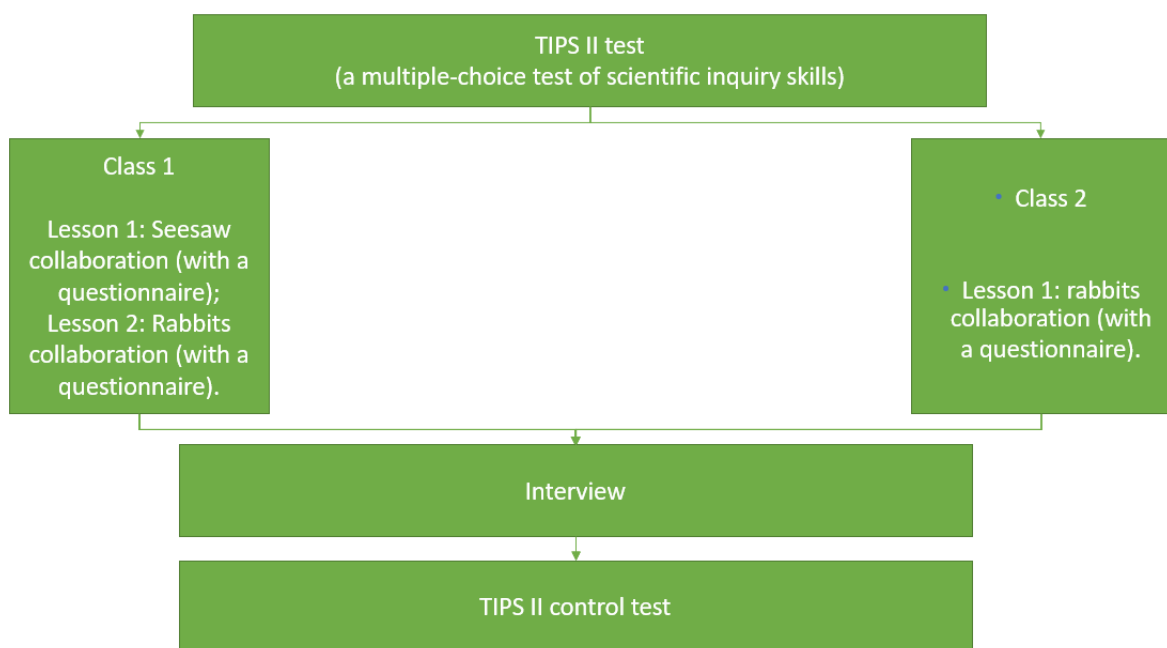 TIPS II test
(a multiple-choice test of scientific inquiry skills)
Class 1
Lesson 1: Seesaw
collaboration (with a
questionnaire);
Lesson 2: Rabbits
collaboration (with a
questionnaire).
• Class 2
• Lesson 1: rabbits
collaboration (with
a questionnaire).
Interview
TIPS II control test